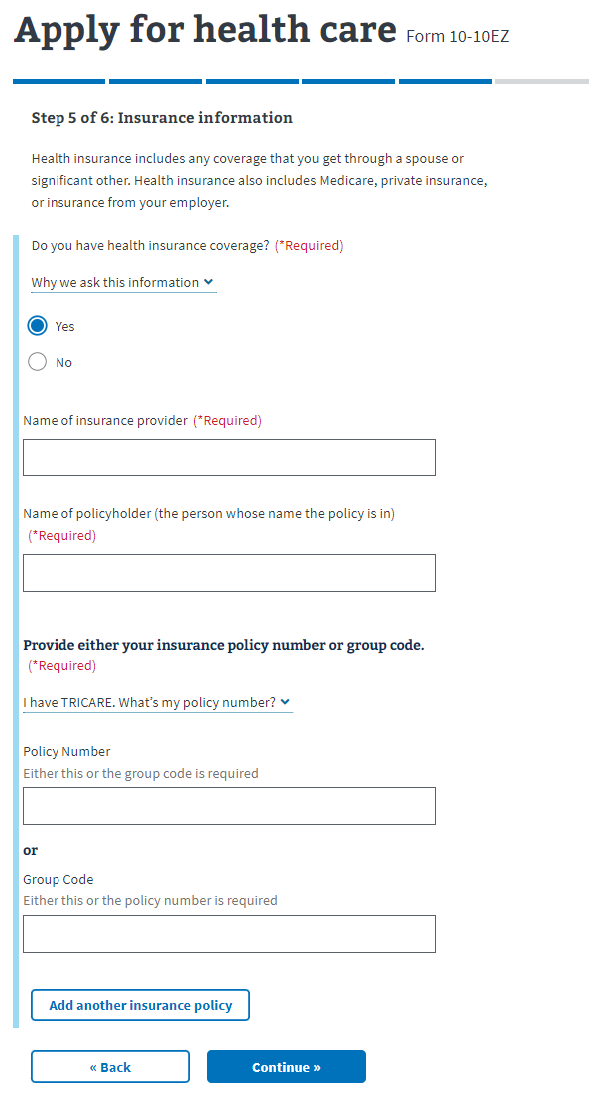 Apply for health care Form 10-10EZ
Step 5 of 6: Insurance information
Health insurance includes any coverage that you get through a spouse or
significant other. Health insurance also includes Medicare, private insurance,
or insurance from your employer.
Do you have health insurance coverage? (*Required)
Why we ask this information
Yes
No
Name of insurance provider (*Required)
Name of policyholder (the person whose name the policy is in)
(*Required)
Provide either your insurance policy number or group code.
(*Required)
I have TRICARE. What’s my policy number?
Policy Number
Either this or the group code is required
or
Group Code
Either this or the policy number is required
Add another insurance policy
« Back
Continue »